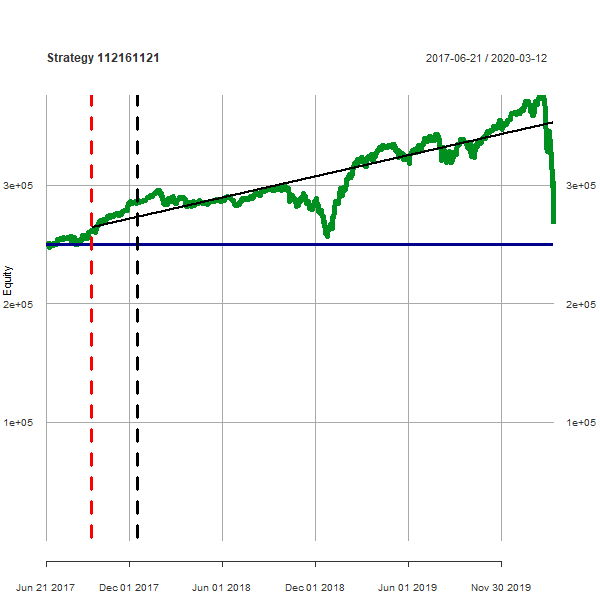 Strategy 112161121
2017-06-21 / 2020-03-12
3e+05
3e+05
Equity
2e+05
2e+05
1e+05
1e+05
Jun 21 2017
Dec 01 2017
Jun 01 2018
Dec 01 2018
Jun 01 2019
Nov 30 2019